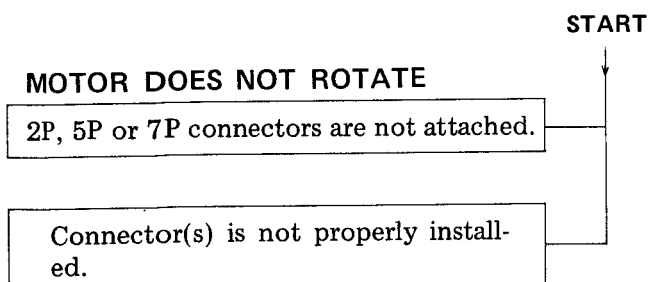 START
MOTOR DOES NOT ROTATE
2P, 5P or 7P connectors are not attached.
Connector(s) is not properly install-
ed.